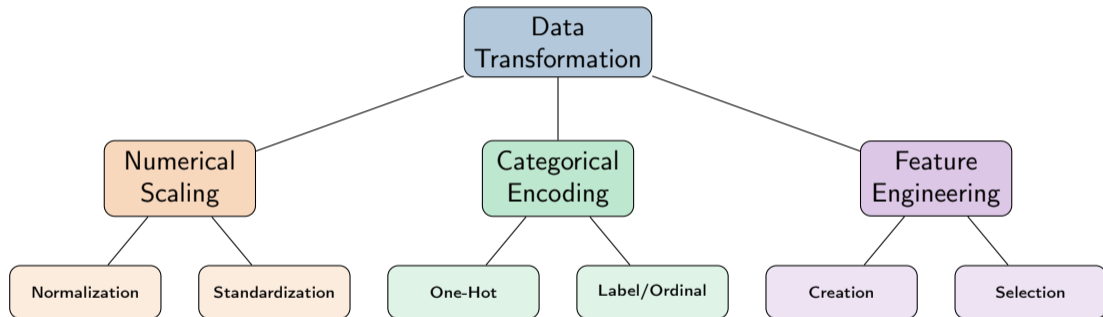 Data
Transformation
Numerical
Scaling
Categorical
Encoding
Feature
Engineering
Normalization
Standardization
One-Hot
Label/Ordinal
Creation
Selection